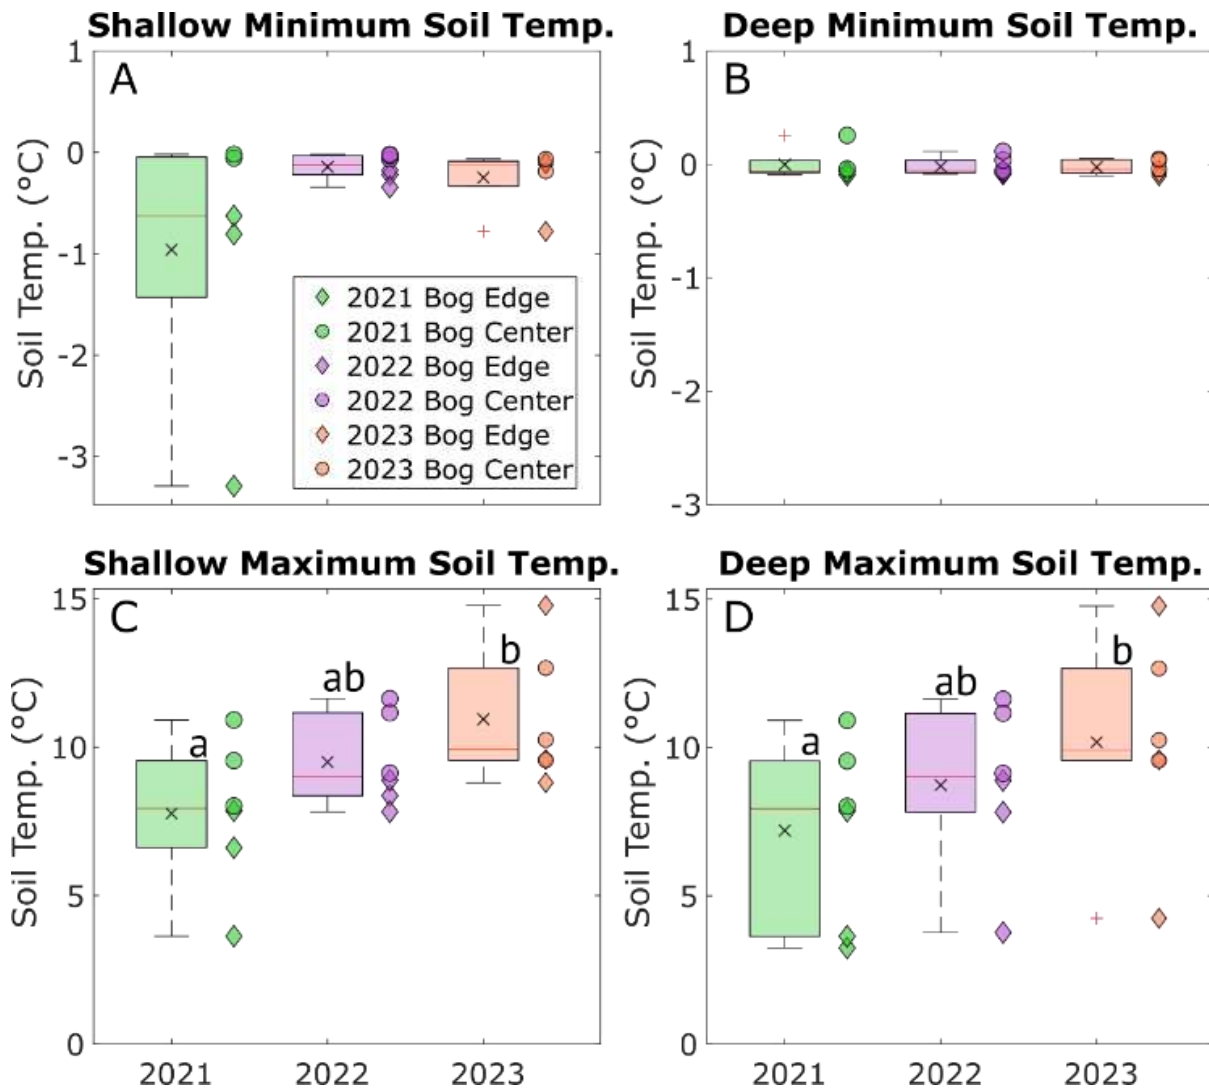 Shallow Minimum Soil Temp.
Deep Minimum Soil Temp.
A
Soil Temp. (°C)
1
0
-1
-2
-3
2021 Bog Edge
2021 Bog Center
2022 Bog Edge
2022 Bog Center
2023 Bog Edge
2023 Bog Center
B
Soil Temp. (°C)
1
0
-1
-2
-3
Shallow Maximum Soil Temp.
Deep Maximum Soil Temp.
C
Soil Temp. (°C)
15
10
5
0
a
ab
b
2021
2022
2023
D
Soil Temp. (°C)
15
10
5
0
a
ab
b
2021
2022
2023